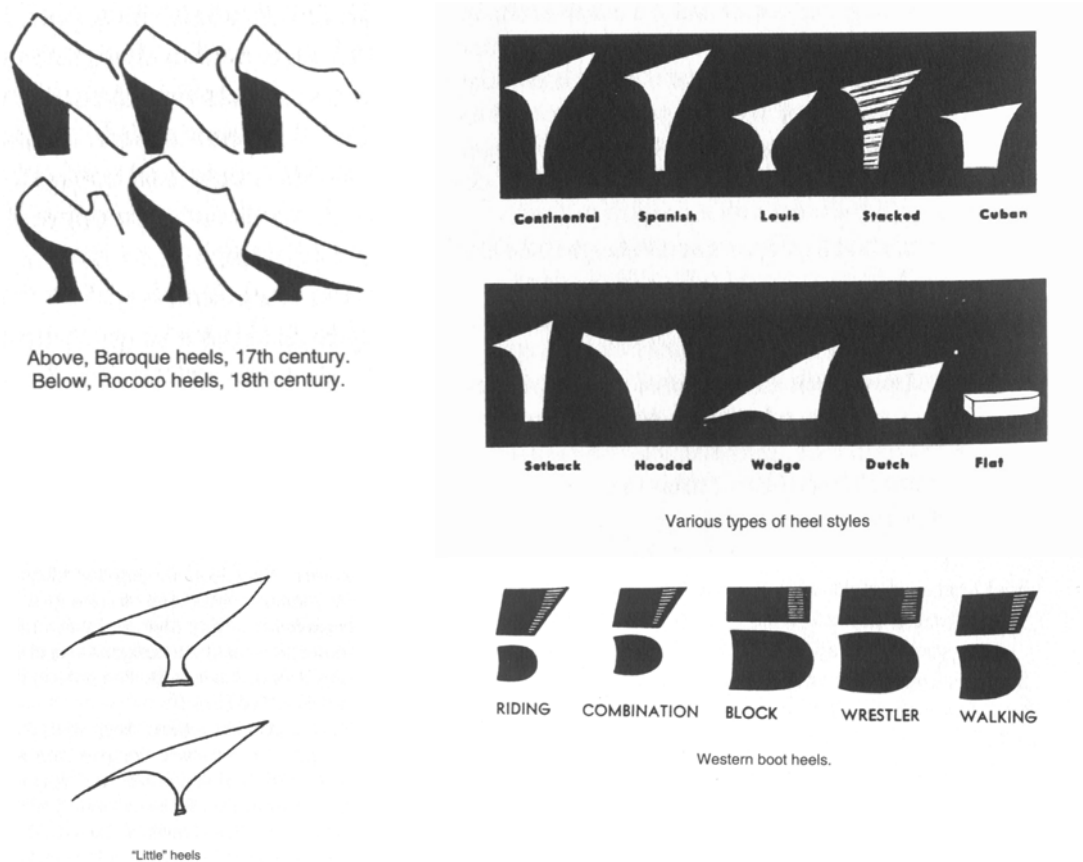 Above, Baroque heels, 17th century.
Below, Rococo heels, 18th century.
Continental Spanish Louis Stacked Cuban
Setback Hooded Wedge Dutch Flat
Various types of heel styles
"Little" heels
RIDING COMBINATION BLOCK WRESTLER WALKING
Western boot heels.